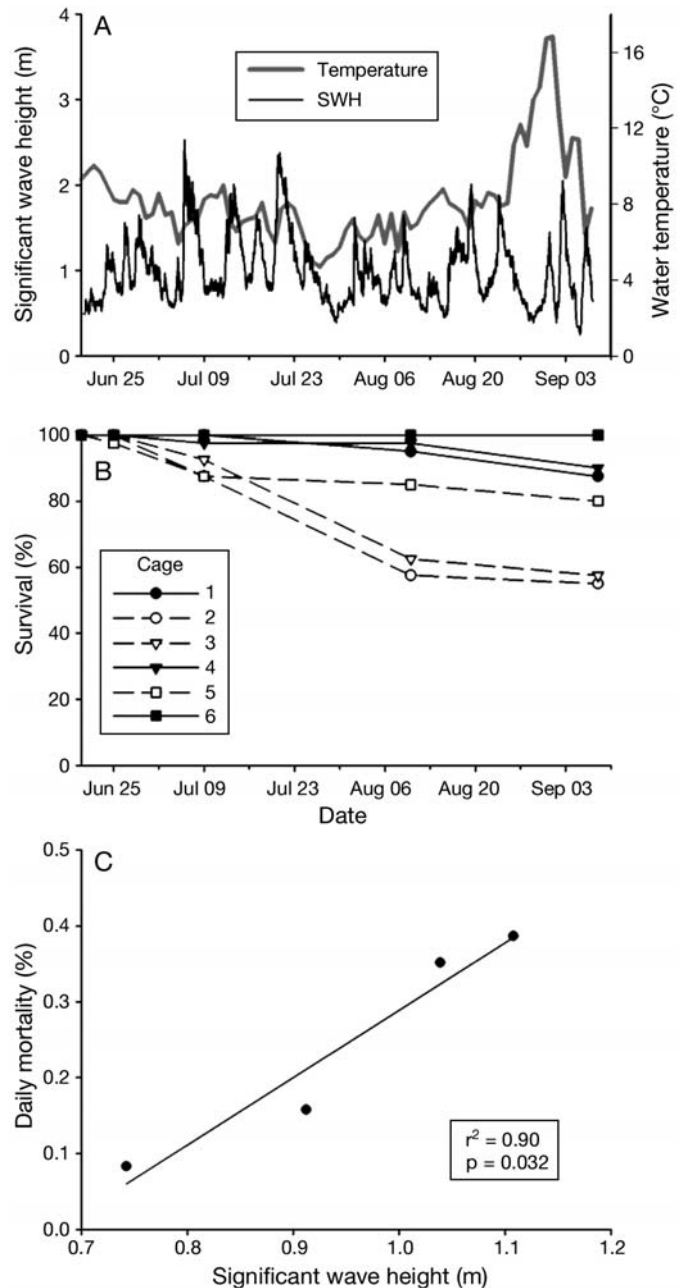 A
Significant wave height (m)
4
3
2
1
0
Temperature
SWH
16
12
8
4
0
Water temperature (°C)
Jun 25 Jul 09 Jul 23 Aug 06 Aug 20 Sep 03
B
Survival (%)
100
80
60
40
20
0
Cage
1
2
3
4
5
6
Jun 25 Jul 09 Jul 23 Aug 06 Aug 20 Sep 03
Date
C
Daily mortality (%)
0.5
0.4
0.3
0.2
0.1
0.0
r² = 0.90
p = 0.032
0.7 0.8 0.9 1.0 1.1 1.2
Significant wave height (m)